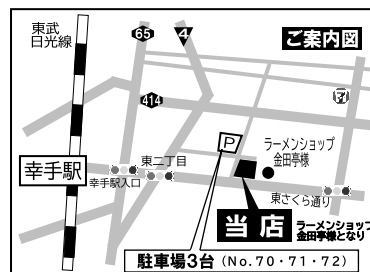 東武
日光線
65
4
ご案内図
414
P
ラーメンショップ
金田亭様
幸手駅
東二丁目
幸手駅入口
東さくら通り
当店
ラーメンショップ
金田亭様となり
駐車場3台(No.70・71・72)